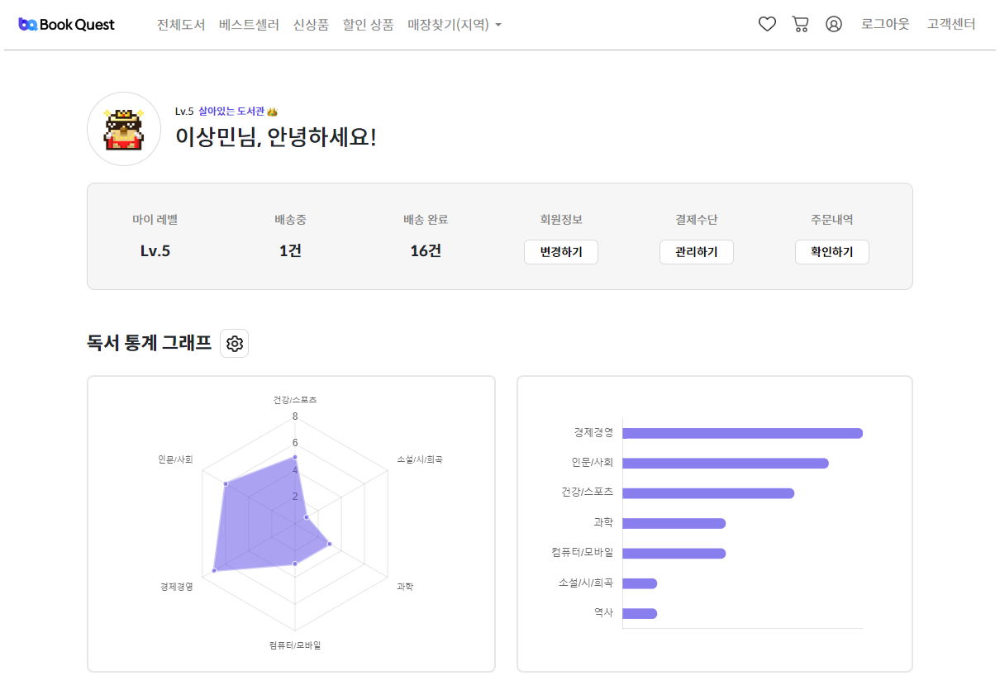 Book Quest 전체도서 베스트셀러 신상품 할인 상품 매장찾기(지역) 로그아웃 고객센터
Lv.5 살아있는 도서관
이상민님, 안녕하세요!
마이 레벨 배송중 배송 완료 회원정보 결제수단 주문내역
Lv.5 1건 16건 변경하기 관리하기 확인하기
독서 통계 그래프
건강/스포츠
8
6
4
2
인문/사회
소설/시/희곡
경제경영
과학
컴퓨터/모바일
경제경영
인문/사회
건강/스포츠
과학
컴퓨터/모바일
소설/시/희곡
역사